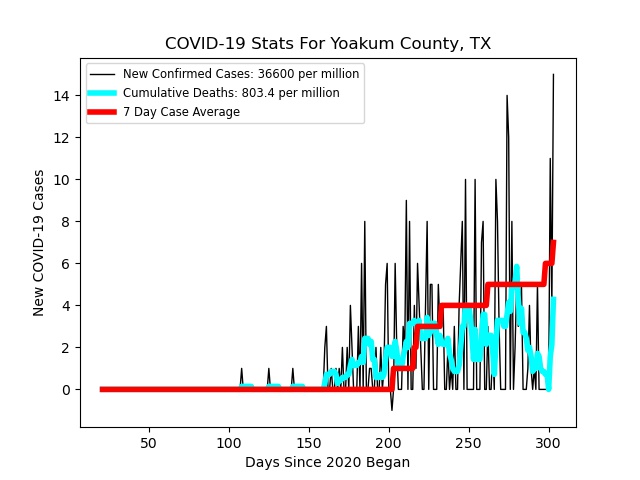 COVID-19 Stats For Yoakum County, TX
New Confirmed Cases: 36600 per million
Cumulative Deaths: 803.4 per million
7 Day Case Average
New COVID-19 Cases
14
12
10
8
6
4
2
0
50 100 150 200 250 300
Days Since 2020 Began